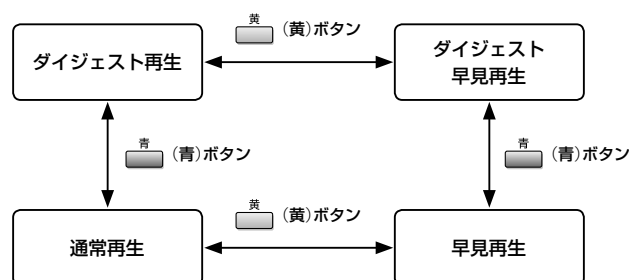 黄
(黄)ボタン
ダイジェスト再生
ダイジェスト
早見再生
青
(青)ボタン
青
(青)ボタン
黄
(黄)ボタン
通常再生
早見再生